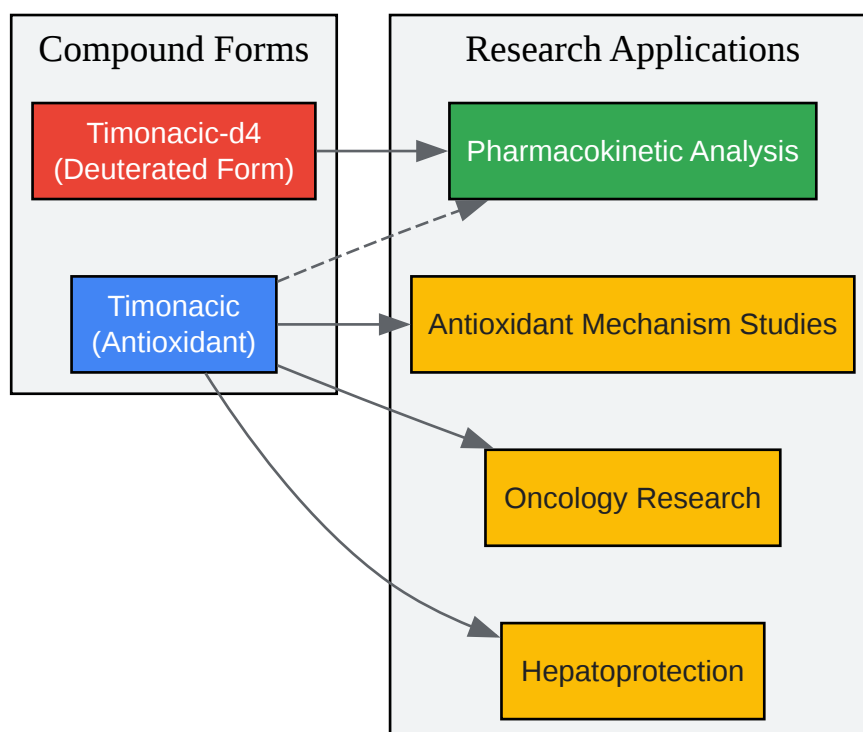 Compound Forms
Timonacic-d4
(Deuterated Form)
Timonacic
(Antioxidant)
Research Applications
Pharmacokinetic Analysis
Antioxidant Mechanism Studies
Oncology Research
Hepatoprotection